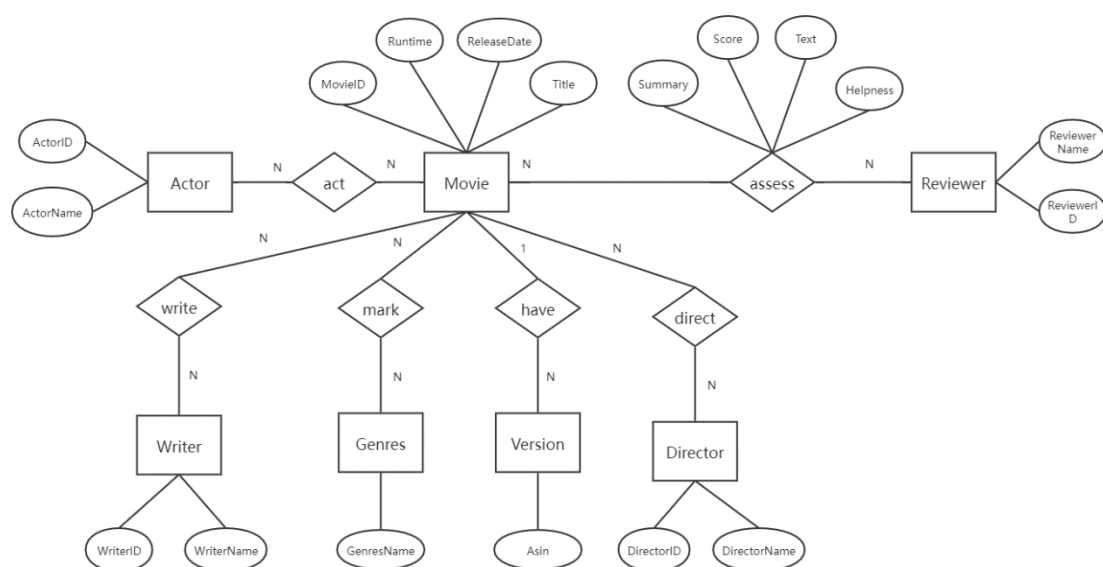 Score
Text
Runtime
ReleaseDate
MovieID
Title
Summary
Helpness
ActorID
Reviewer
Name
Actor
N
act
N
Movie
N
assess
N
Reviewer
ActorName
ReviewerI
D
N
N
1
N
write
mark
have
direct
N
N
N
N
Writer
Genres
Version
Director
WriterID
WriterName
GenresName
Asin
DirectorID
DirectorName